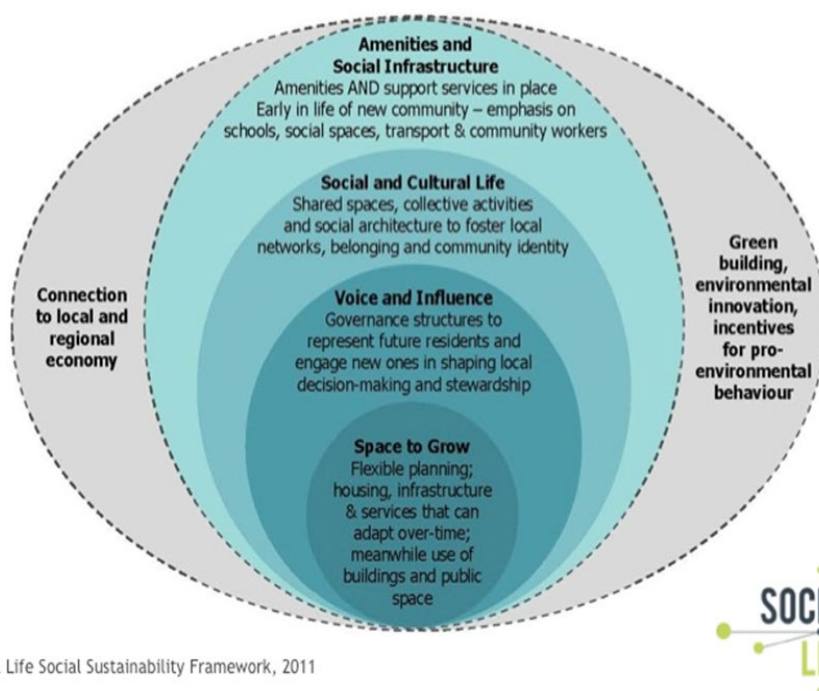 Amenities and
Social Infrastructure
Amenities AND support services in place
Early in life of new community – emphasis on
schools, social spaces, transport & community workers
Social and Cultural Life
Shared spaces, collective activities
and social architecture to foster local
networks, belonging and community identity
Voice and Influence
Governance structures to
represent future residents and
engage new ones in shaping local
decision-making and stewardship
Space to Grow
Flexible planning;
housing, infrastructure
& services that can
adapt over-time;
meanwhile use of
buildings and public
space
Connection
to local and
regional
economy
Green
building,
environmental
innovation,
incentives
for pro-
environmental
behaviour
Life Social Sustainability Framework, 2011